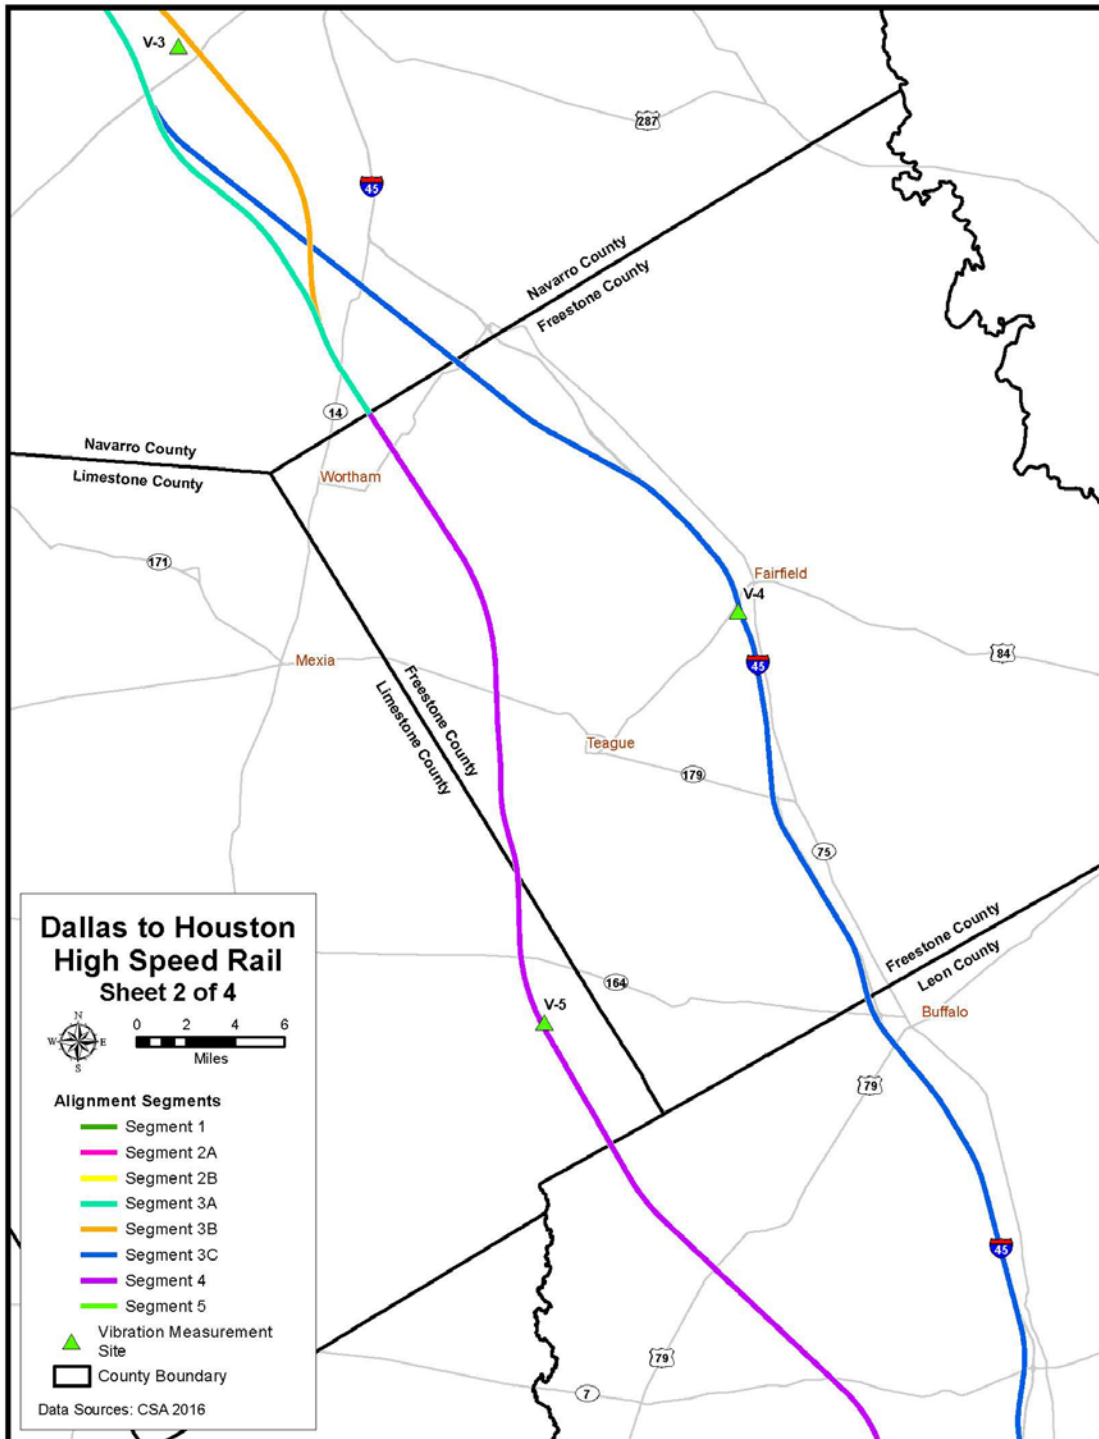 V-3
287
45
Navarro County
Freestone County
14
Navarro County
Limestone County
Wortham
171
Fairfield
V-4
84
45
Mexia
Freestone County
Limestone County
Teague
179
75
Freestone County
Leon County
164
V-5
Buffalo
79
45
79
7
Dallas to Houston
High Speed Rail
Sheet 2 of 4
N
W E
S
0 2 4 6
Miles
Alignment Segments
Segment 1
Segment 2A
Segment 2B
Segment 3A
Segment 3B
Segment 3C
Segment 4
Segment 5
Vibration Measurement
Site
County Boundary
Data Sources: CSA 2016